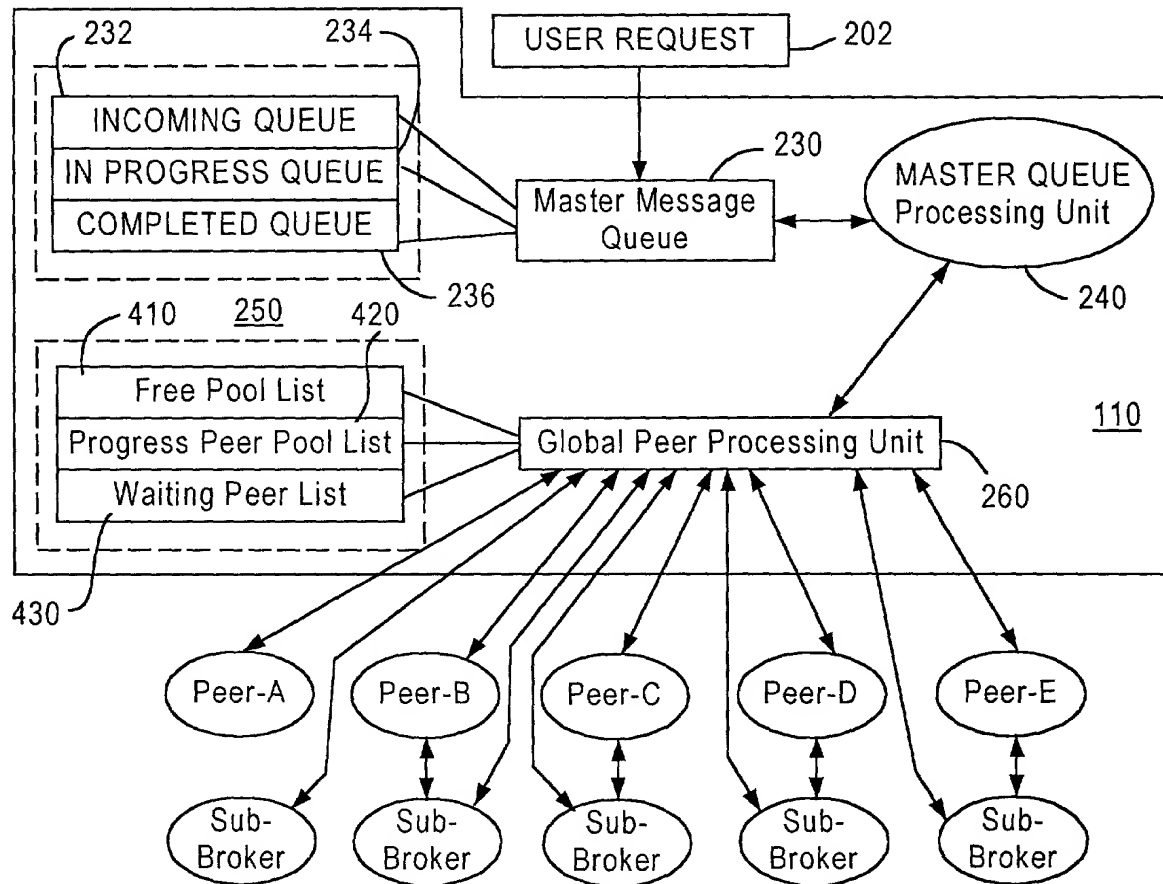 232
234
USER REQUEST
202
INCOMING QUEUE
IN PROGRESS QUEUE
COMPLETED QUEUE
230
Master Message
Queue
MASTER QUEUE
Processing Unit
236
240
410
250
420
Free Pool List
Progress Peer Pool List
Waiting Peer List
Global Peer Processing Unit
110
260
430
Peer-A
Peer-B
Peer-C
Peer-D
Peer-E
Sub-
Broker
Sub-
Broker
Sub-
Broker
Sub-
Broker
Sub-
Broker